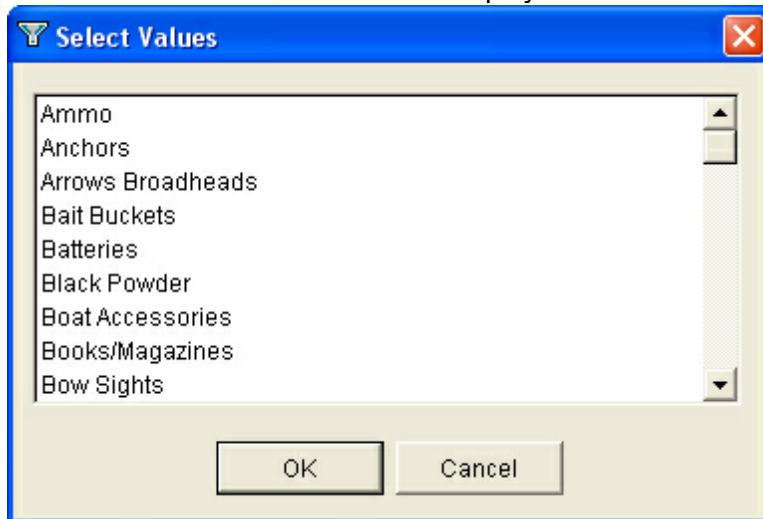 Select Values
Ammo
Anchors
Arrows Broadheads
Bait Buckets
Batteries
Black Powder
Boat Accessories
Books/Magazines
Bow Sights
OK
Cancel